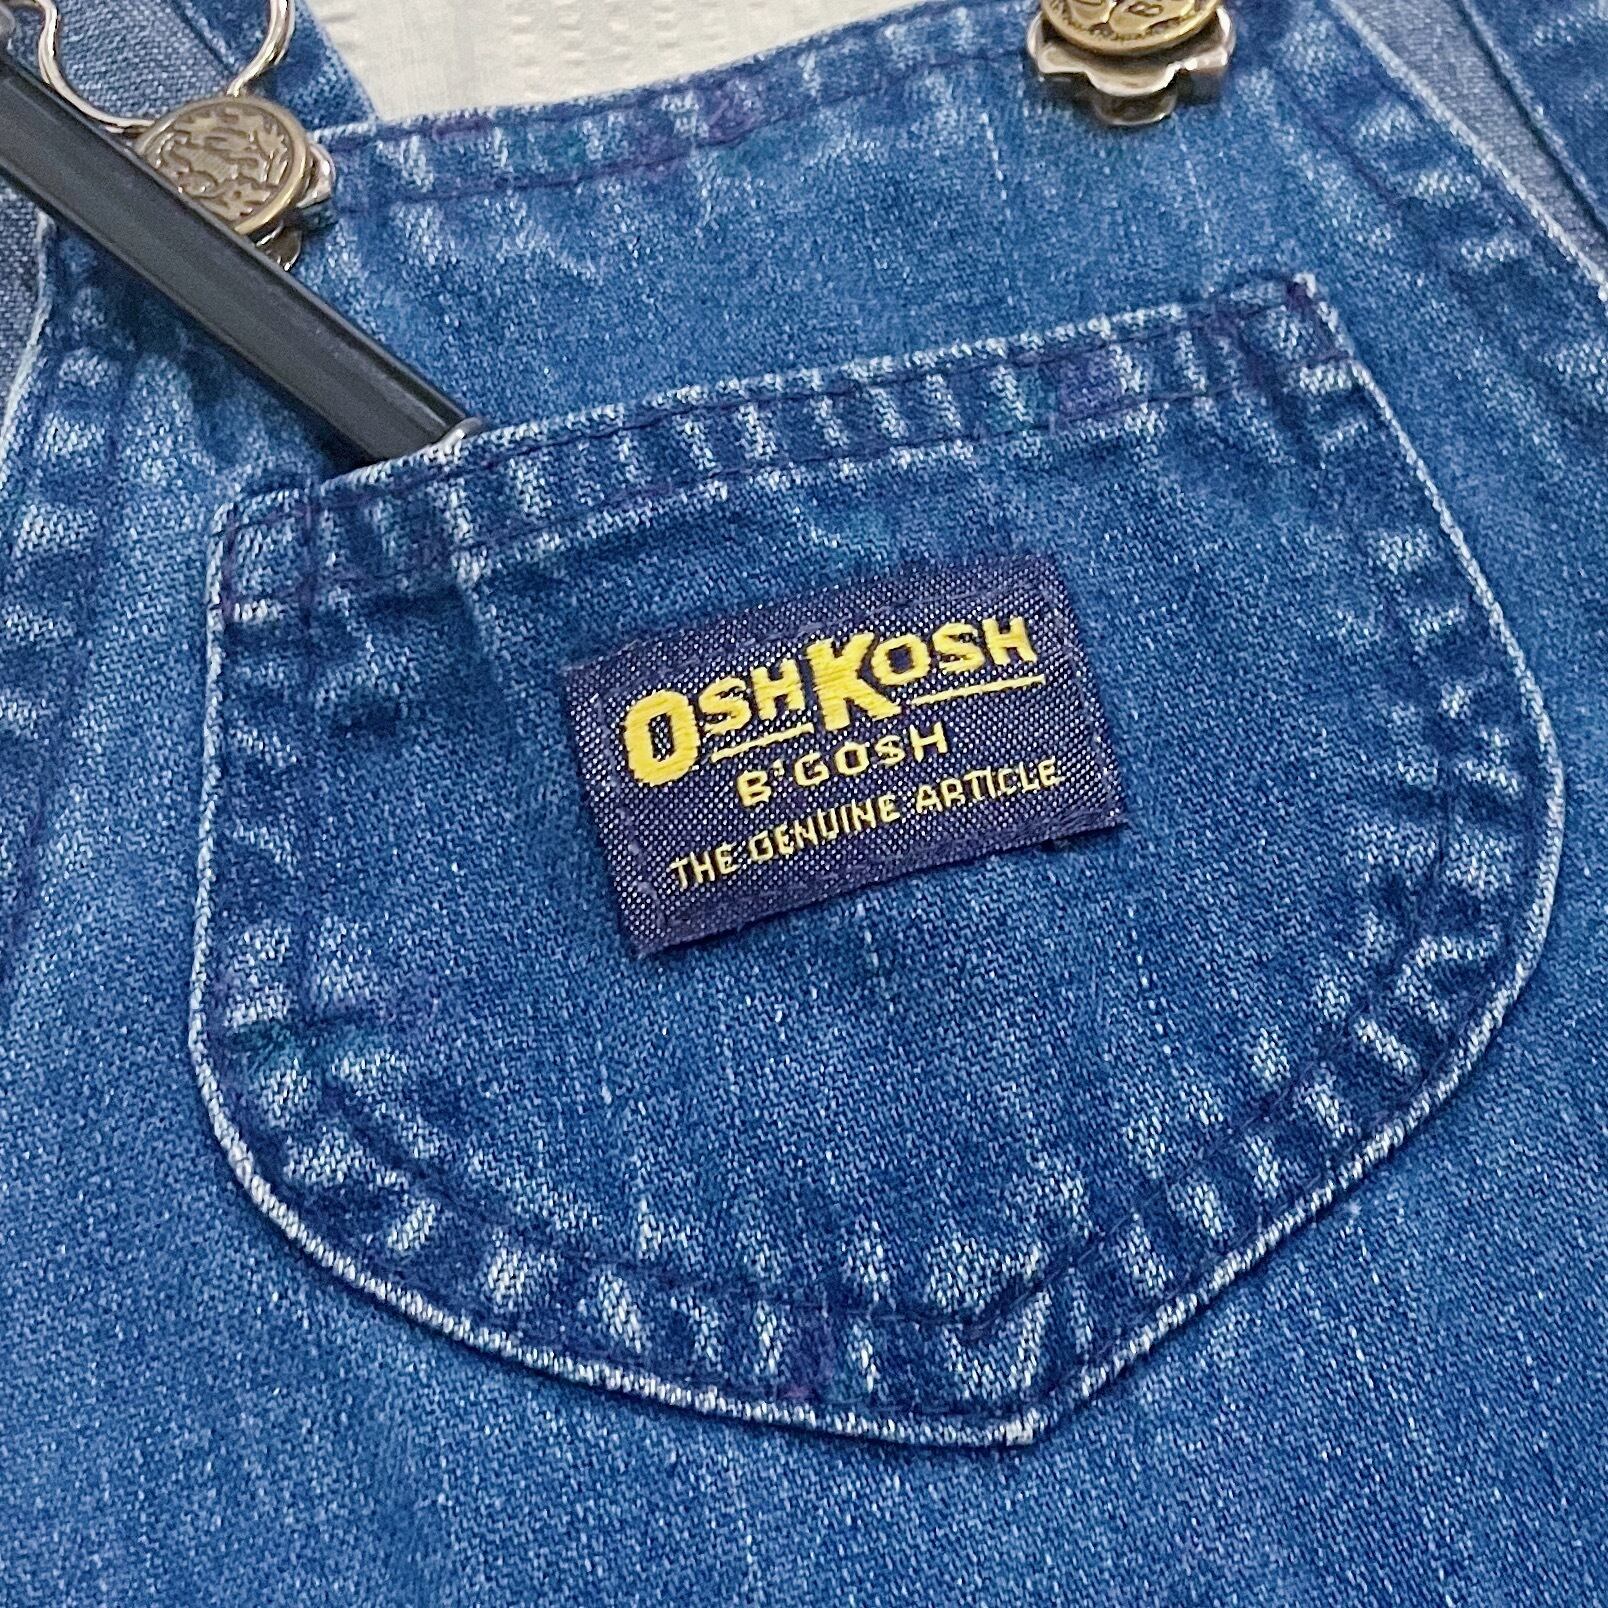 OSHKOSH
B'GOSH
THE GENUINE ARTICLE